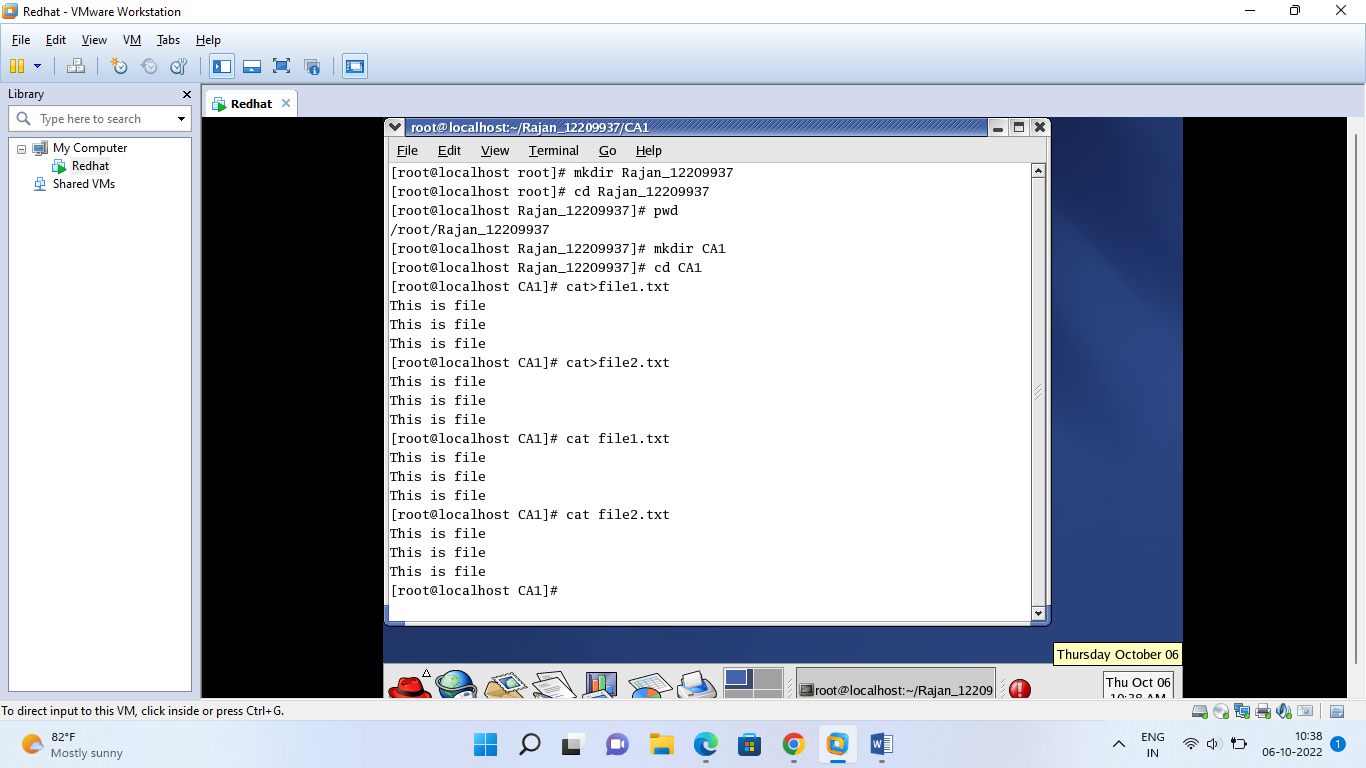 Redhat - VMware Workstation
File Edit View VM Tabs Help
Library
Type here to search
My Computer
Redhat
Shared VMs
Redhat
root@localhost:~/Rajan_12209937/CA1
File Edit View Terminal Go Help
[root@localhost root]# mkdir Rajan_12209937
[root@localhost root]# cd Rajan_12209937
[root@localhost Rajan_12209937]# pwd
/root/Rajan_12209937
[root@localhost Rajan_12209937]# mkdir CA1
[root@localhost Rajan_12209937]# cd CA1
[root@localhost CA1]# cat>file1.txt
This is file
This is file
This is file
[root@localhost CA1]# cat>file2.txt
This is file
This is file
This is file
[root@localhost CA1]# cat file1.txt
This is file
This is file
This is file
[root@localhost CA1]# cat file2.txt
This is file
This is file
This is file
[root@localhost CA1]#
Thursday October 06
root@localhost:~/Rajan_12209
Thu Oct 06
10:38 AM
To direct input to this VM, click inside or press Ctrl+G.
82°F
Mostly sunny
ENG
IN
10:38
06-10-2022
1